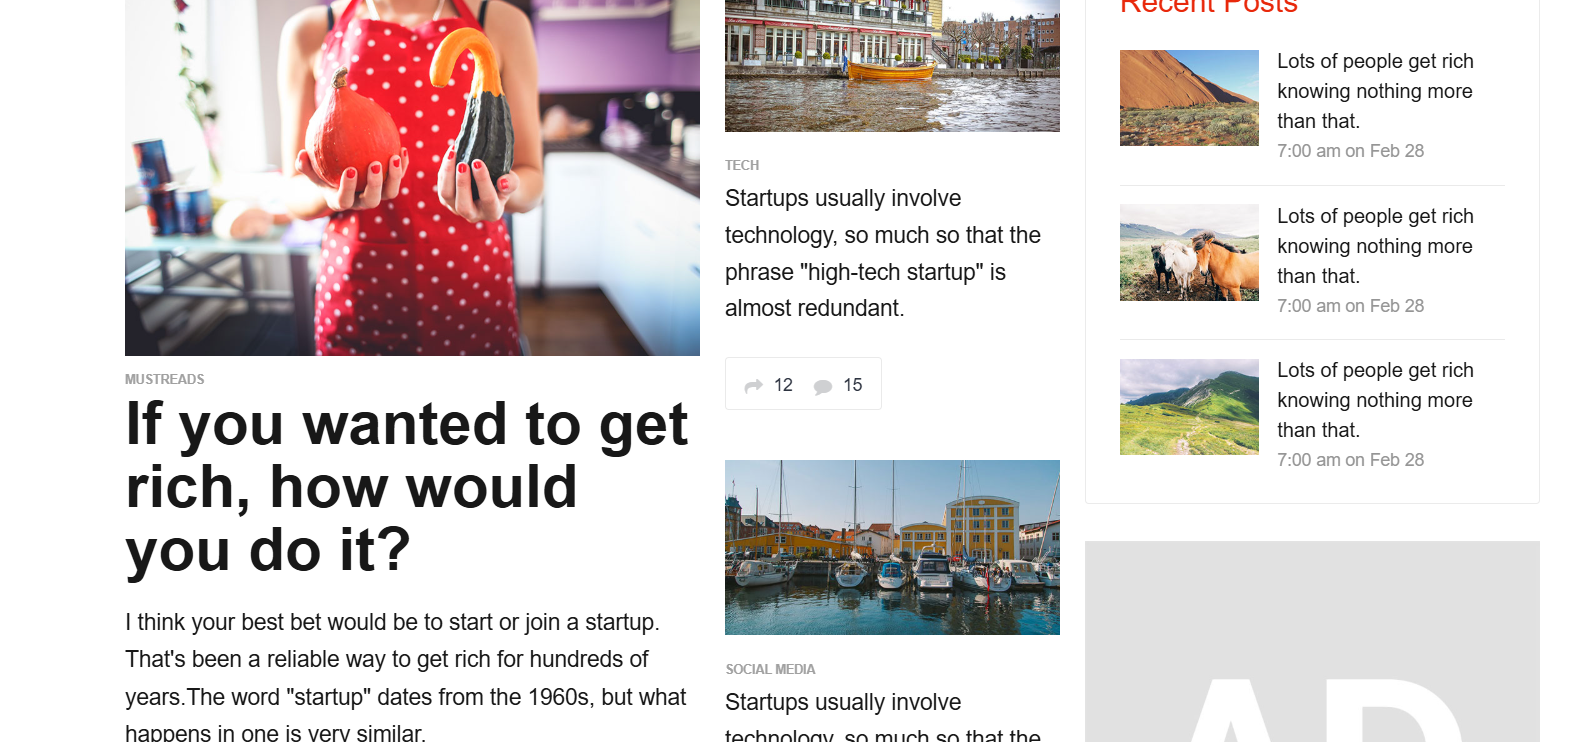 MUSTREADS
If you wanted to get
rich, how would
you do it?
I think your best bet would be to start or join a startup.
That's been a reliable way to get rich for hundreds of
years.The word "startup" dates from the 1960s, but what
happens in one is very similar.
TECH
Startups usually involve
technology, so much so that the
phrase "high-tech startup" is
almost redundant.
12 15
SOCIAL MEDIA
Startups usually involve
technology, so much so that the
Recent Posts
Lots of people get rich
knowing nothing more
than that.
7:00 am on Feb 28
Lots of people get rich
knowing nothing more
than that.
7:00 am on Feb 28
Lots of people get rich
knowing nothing more
than that.
7:00 am on Feb 28
AD